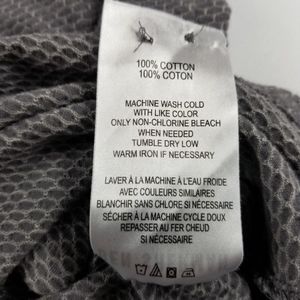 100% COTTON
100% COTON
MACHINE WASH COLD
WITH LIKE COLOR
ONLY NON-CHLORINE BLEACH
WHEN NEEDED
TUMBLE DRY LOW
WARM IRON IF NECESSARY
LAVER À LA MACHINE À L'EAU FROIDE
AVEC COULEURS SIMILAIRES
BLANCHIR SANS CHLORE SI NÉCESSAIRE
SÉCHER À LA MACHINE CYCLE DOUX
REPASSER AU FER CHEUD
SI NÉCESSAIRE